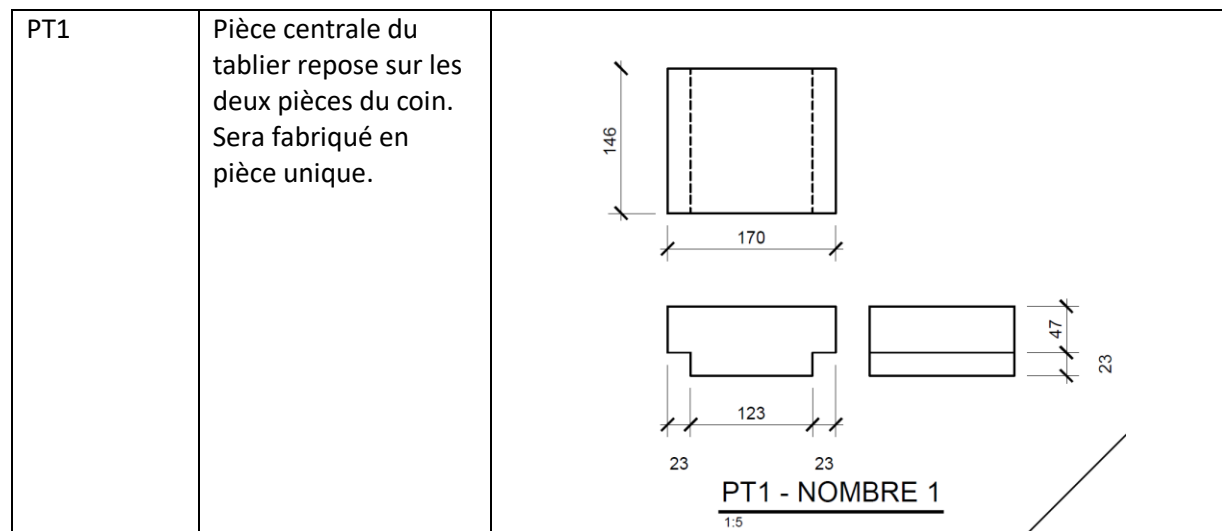 PT1
Pièce centrale du
tablier repose sur les
deux pièces du coin.
Sera fabriqué en
pièce unique.
146
170
47
23
123
23
23
PT1 - NOMBRE 1
1:5